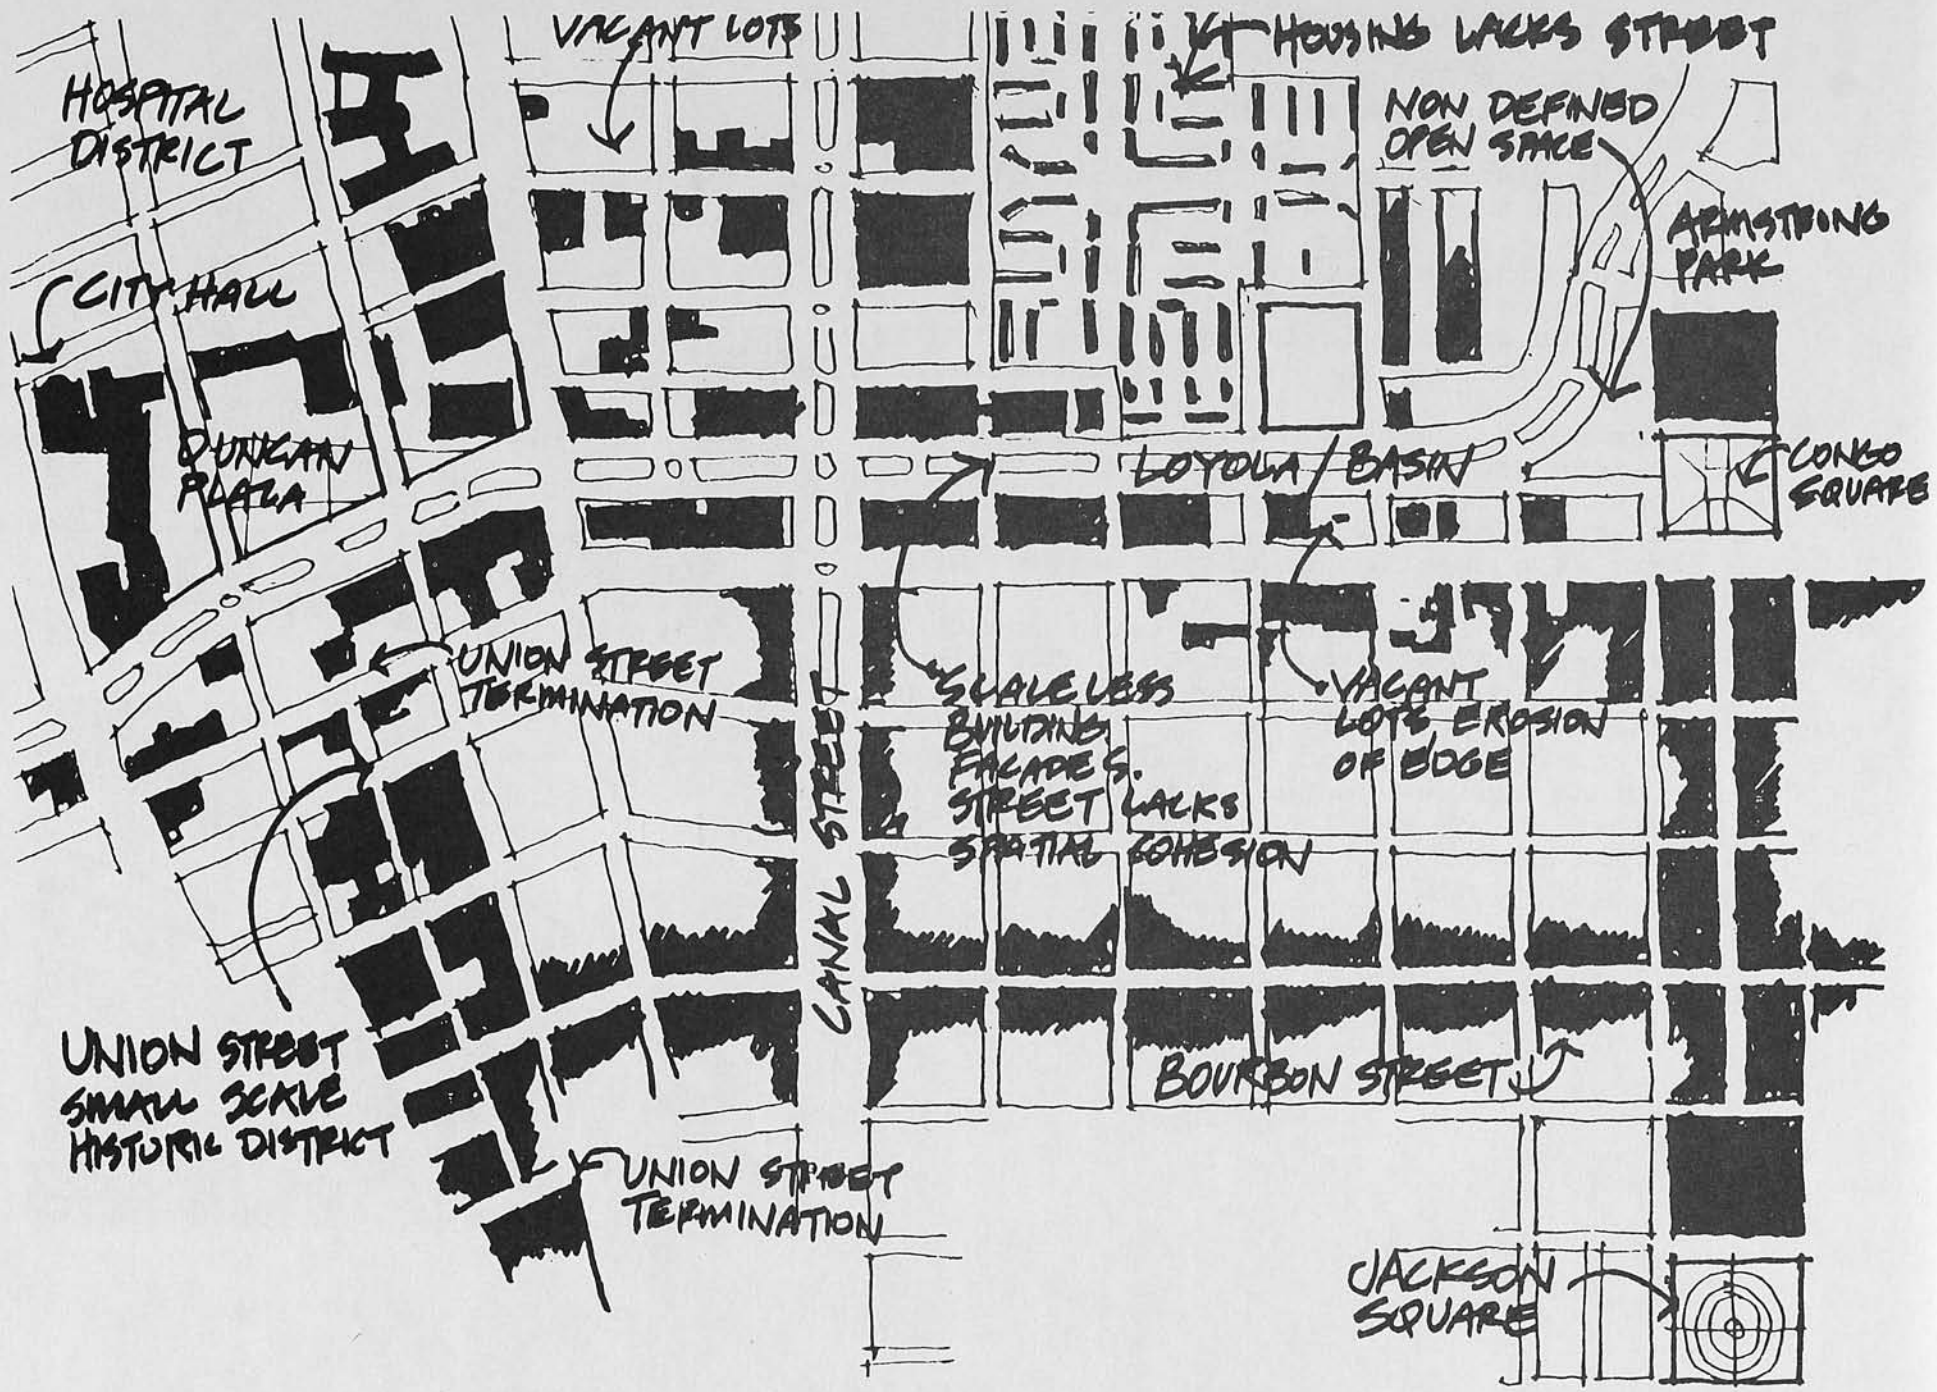 VACANT LOTS
HOUSING LACKS STREET
HOSPITAL
DISTRICT
NON DEFINED
OPEN SPACE
ARMSTRONG
PARK
CITY HALL
DUNCAN
PLAZA
LOYOLA / BASIN
CONGO
SQUARE
UNION STREET
TERMINATION
SCALELESS
BUILDING
FACADES.
STREET LACKS
SPATIAL COHESION
VACANT
LOTS EROSION
OF EDGE
CANAL STREET
UNION STREET
SMALL SCALE
HISTORIC DISTRICT
BOURBON STREET
UNION STREET
TERMINATION
JACKSON
SQUARE